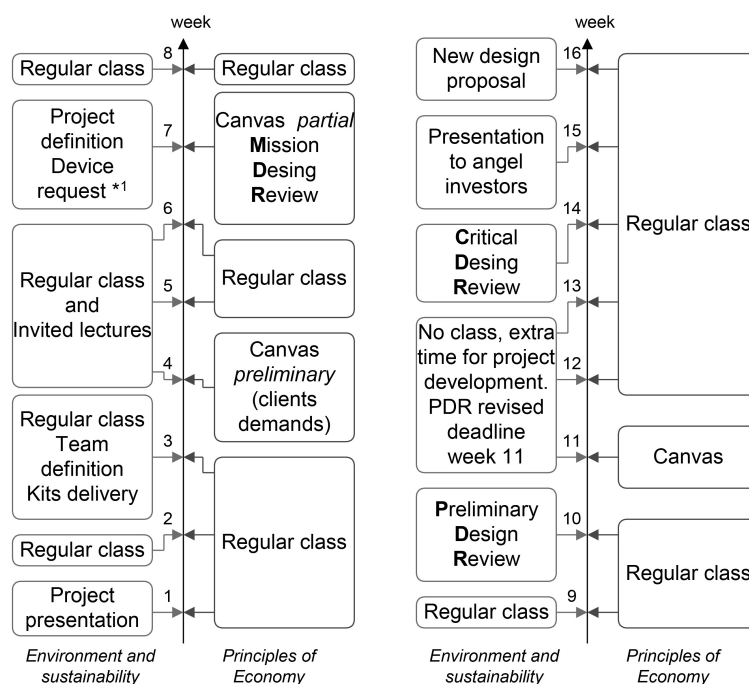 week
8
Regular class
Regular class
Project
definition
Device
request *1
7
Canvas partial
Mission
Desing
Review
6
Regular class
and
Invited lectures
5
Regular class
4
Canvas
preliminary
(clients
demands)
Regular class
Team
definition
Kits delivery
3
2
Regular class
Regular class
Project
presentation
1
Environment and
sustainability
Principles of
Economy
week
16
New design
proposal
15
Presentation
to angel
investors
14
Regular class
Critical
Desing
Review
13
No class, extra
time for project
development.
PDR revised
deadline
week 11
12
11
Canvas
Preliminary
Design
Review
10
Regular class
9
Regular class
Environment and
sustainability
Principles of
Economy